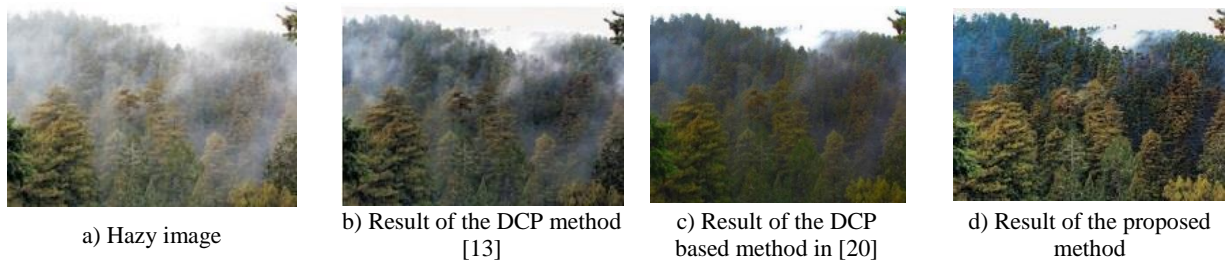 a) Hazy image
b) Result of the DCP method
[13]
c) Result of the DCP
based method in [20]
d) Result of the proposed
method